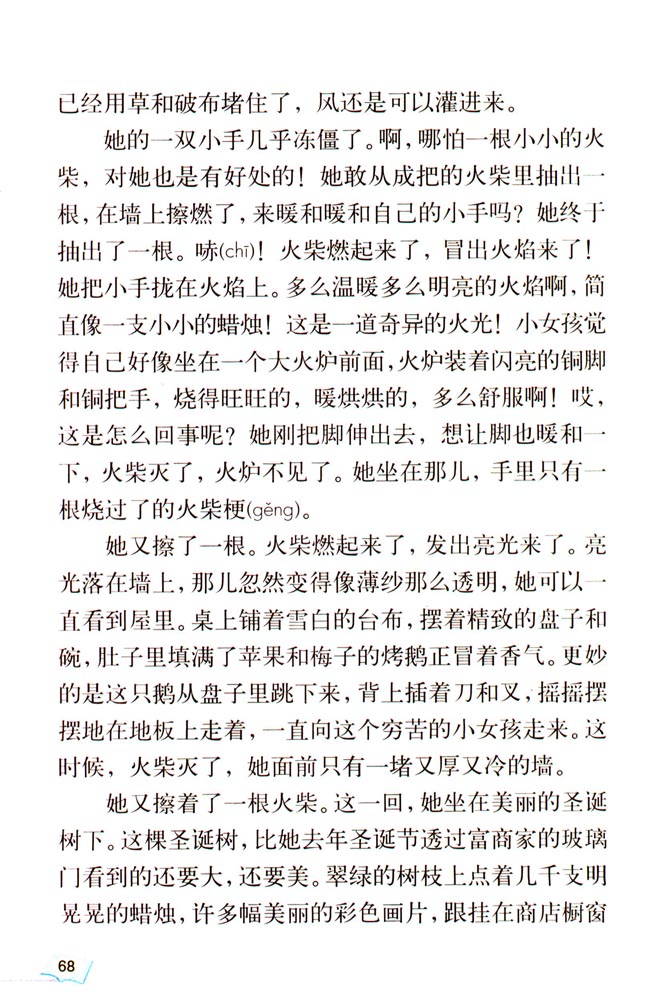 已经用草和破布堵住了，风还是可以灌进来。
她的一双小手几乎冻僵了。啊，哪怕一根小小的火
柴，对她也是有好处的！她敢从成把的火柴里抽出一
根，在墙上擦燃了，来暖和暖和自己的小手吗？她终于
抽出了一根。哧(chī)！火柴燃起来了，冒出火焰来了！
她把小手拢在火焰上。多么温暖多么明亮的火焰啊，简
直像一支小小的蜡烛！这是一道奇异的火光！小女孩觉
得自己好像坐在一个大火炉前面，火炉装着闪亮的铜脚
和铜把手，烧得旺旺的，暖烘烘的，多么舒服啊！哎，
这是怎么回事呢？她刚把脚伸出去，想让脚也暖和一
下，火柴灭了，火炉不见了。她坐在那儿，手里只有一
根烧过了的火柴梗(gěng)。
她又擦了一根。火柴燃起来了，发出亮光来了。亮
光落在墙上，那儿忽然变得像薄纱那么透明，她可以一
直看到屋里。桌上铺着雪白的台布，摆着精致的盘子和
碗，肚子里填满了苹果和梅子的烤鹅正冒着香气。更妙
的是这只鹅从盘子里跳下来，背上插着刀和叉，摇摇摆
摆地在地板上走着，一直向这个穷苦的小女孩走来。这
时候，火柴灭了，她面前只有一堵又厚又冷的墙。
她又擦着了一根火柴。这一回，她坐在美丽的圣诞
树下。这棵圣诞树，比她去年圣诞节透过富商家的玻璃
门看到的还要大，还要美。翠绿的树枝上点着几千支明
晃晃的蜡烛，许多幅美丽的彩色画片，跟挂在商店橱窗
68